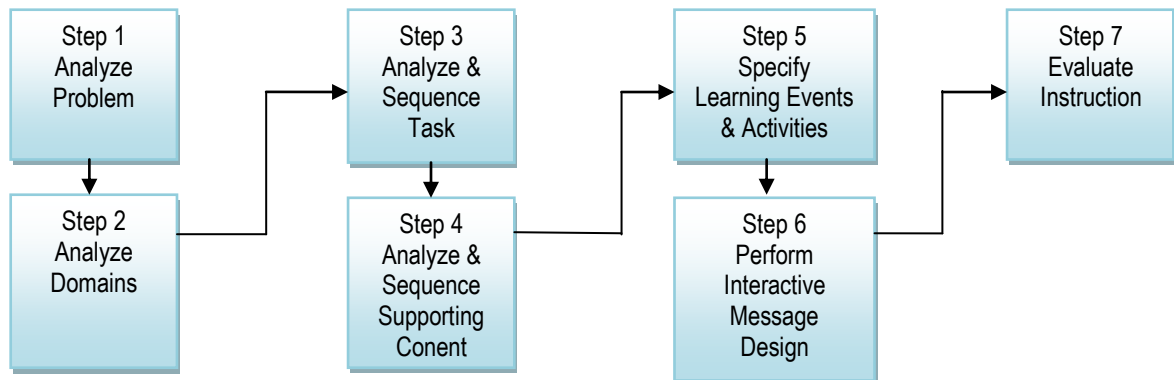 Step 1
Analyze
Problem
Step 2
Analyze
Domains
Step 3
Analyze &
Sequence
Task
Step 4
Analyze &
Sequence
Supporting
Conent
Step 5
Specify
Learning Events
& Activities
Step 6
Perform
Interactive
Message
Design
Step 7
Evaluate
Instruction